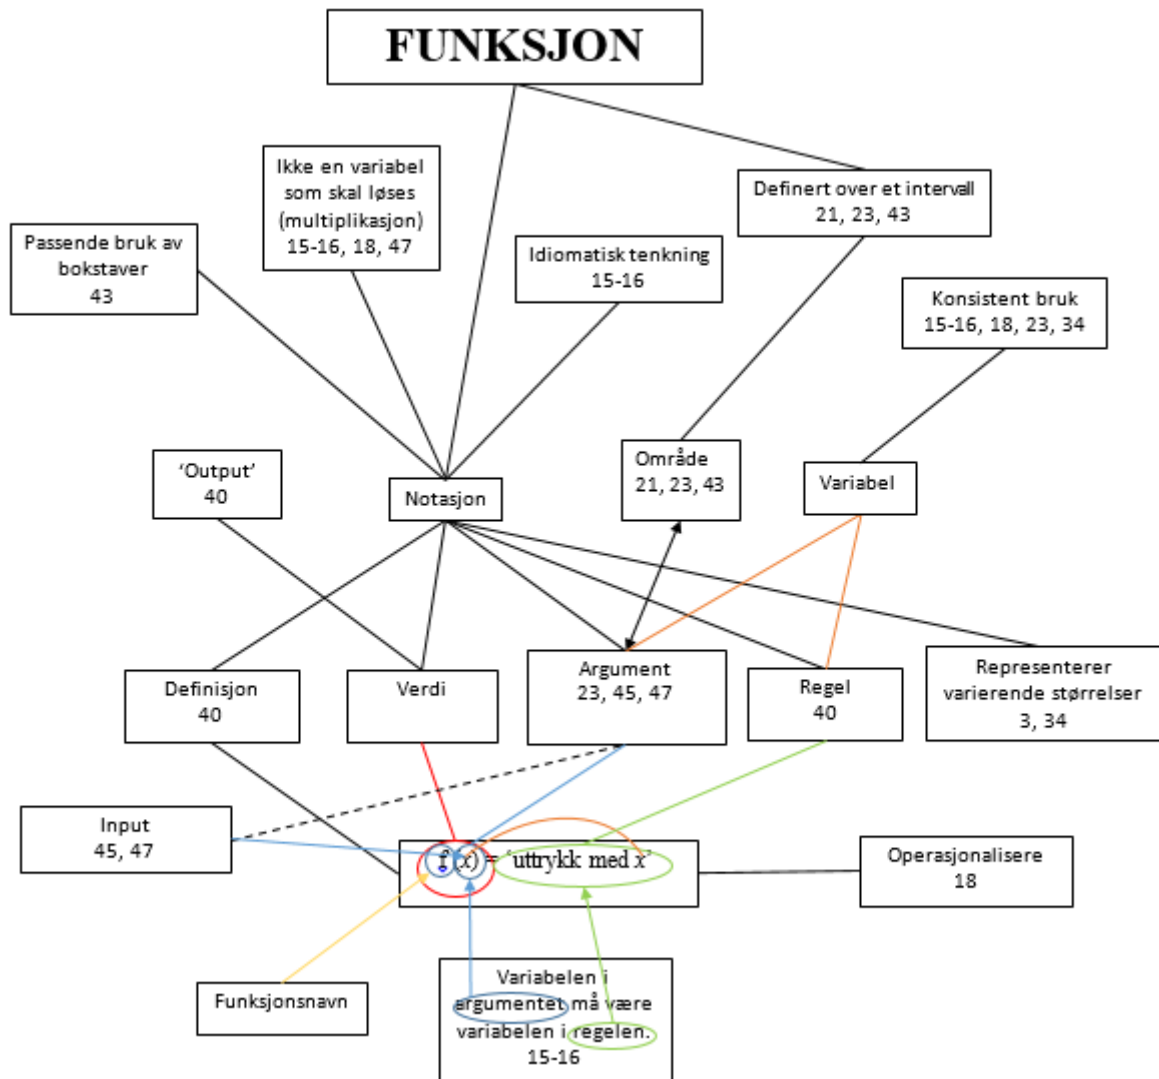 FUNKSJON
Ikke en variabel
som skal løses
(multiplikasjon)
15-16, 18, 47
Definert over et intervall
21, 23, 43
Passende bruk av
bokstaver
43
Idiomatisk tenkning
15-16
Konsistent bruk
15-16, 18, 23, 34
‘Output’
40
Notasjon
Område
21, 23, 43
Variabel
Definisjon
40
Verdi
Argument
23, 45, 47
Regel
40
Representerer
varierende størrelser
3, 34
Input
45, 47
f (x) = ‘uttrykk med x’
Operasjonalisere
18
Funksjonsnavn
Variabelen i
argumentet må være
variabelen i regelen.
15-16